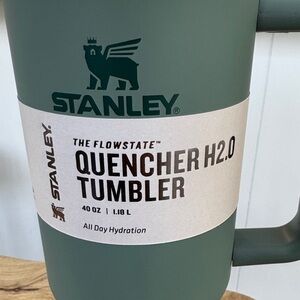 STANLEY®
STANLEY
THE FLOWSTATE™
QUENCHER H2.0
TUMBLER
40 OZ | 1.18 L
All Day Hydration